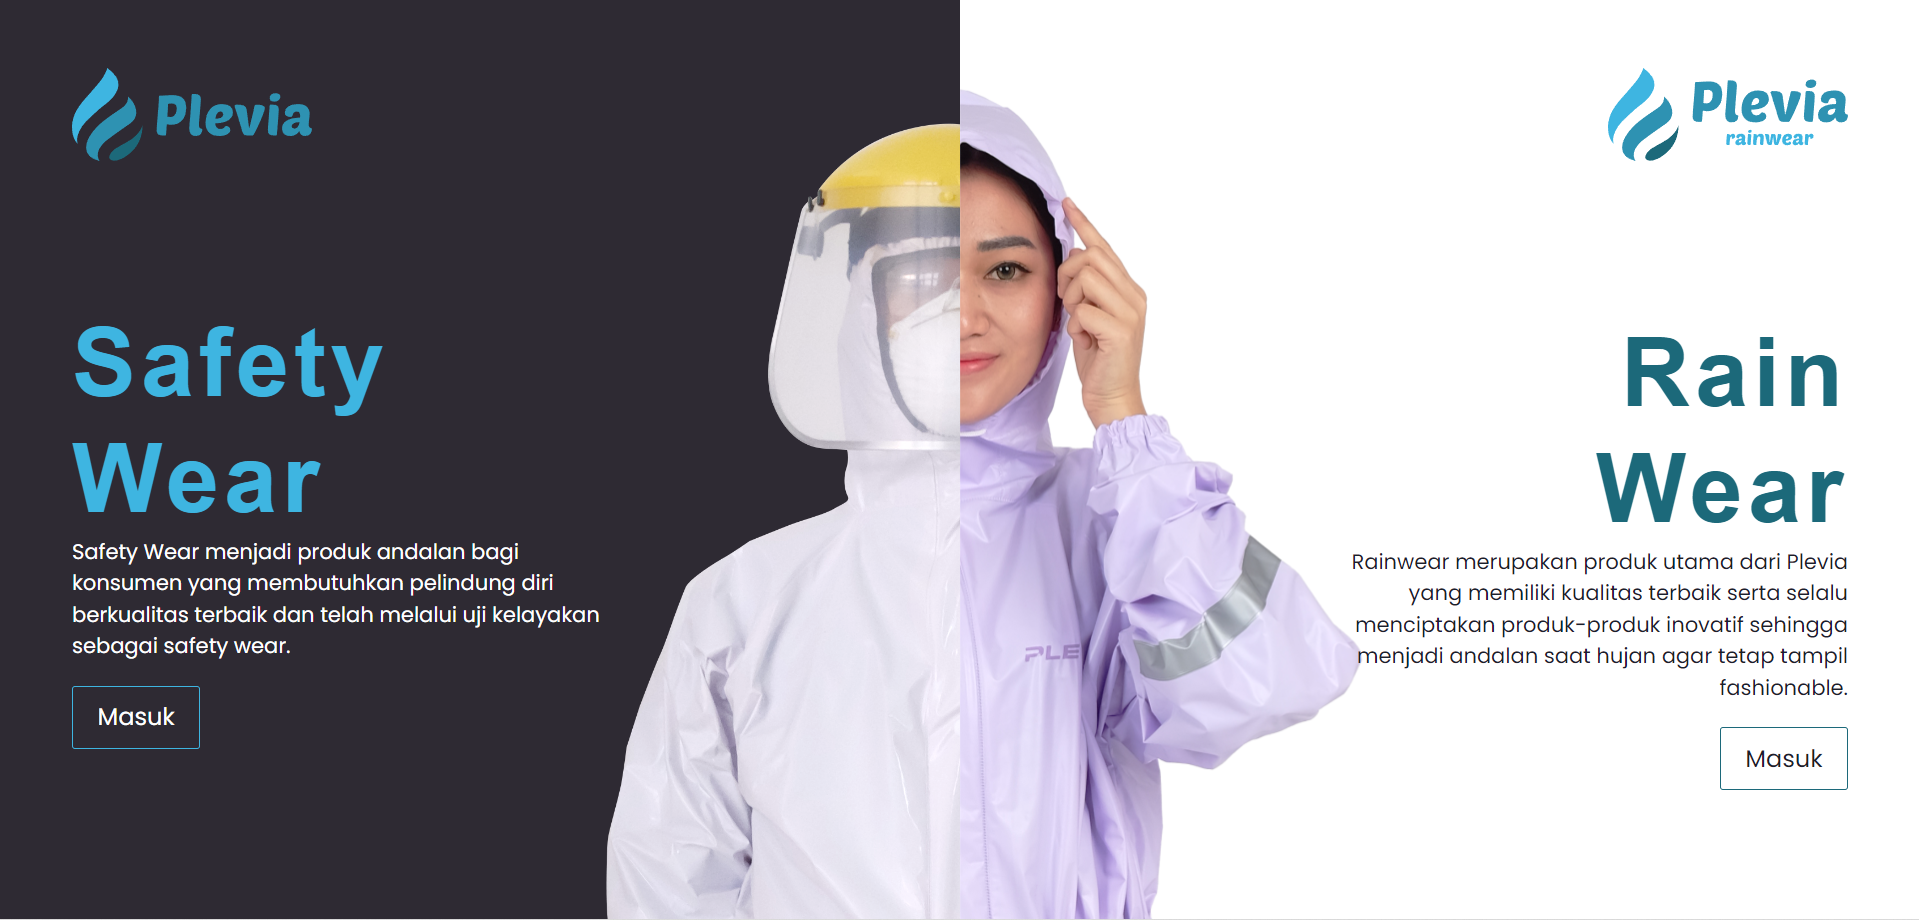 Plevia
Safety
Wear
Safety Wear menjadi produk andalan bagi
konsumen yang membutuhkan pelindung diri
berkualitas terbaik dan telah melalui uji kelayakan
sebagai safety wear.
Masuk
PLE
Plevia
rainwear
Rain
Wear
Rainwear merupakan produk utama dari Plevia
yang memiliki kualitas terbaik serta selalu
menciptakan produk-produk inovatif sehingga
menjadi andalan saat hujan agar tetap tampil
fashionable.
Masuk